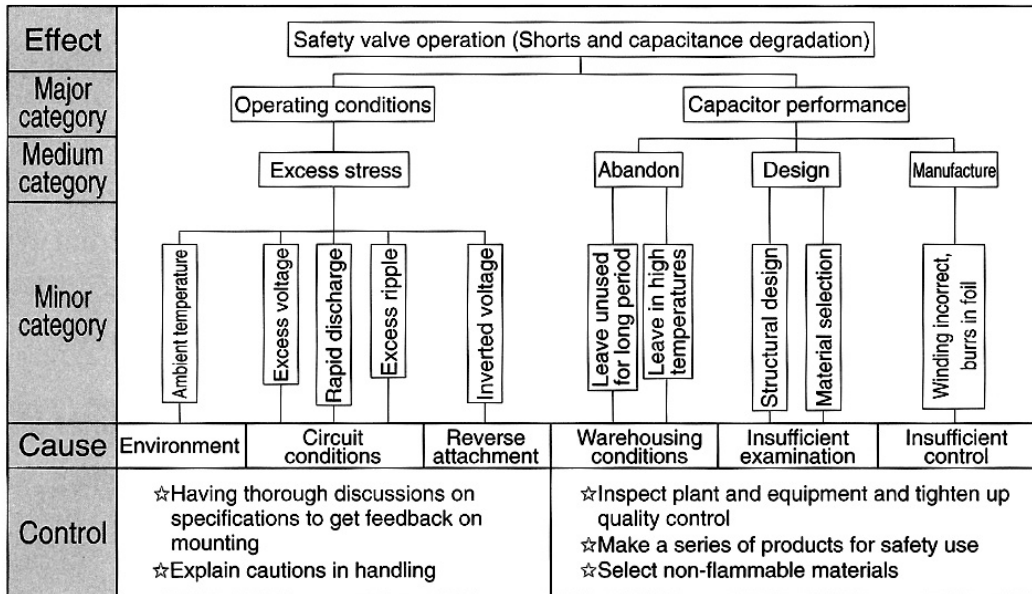 Effect
Safety valve operation (Shorts and capacitance degradation)
Major
category
Operating conditions
Capacitor performance
Medium
category
Excess stress
Abandon
Design
Manufacture
Minor
category
Ambient temperature
Excess voltage
Rapid discharge
Excess ripple
Inverted voltage
Leave unused
for long period
Leave in high
temperatures
Structural design
Material selection
Winding incorrect,
burrs in foil
Cause
Environment
Circuit
conditions
Reverse
attachment
Warehousing
conditions
Insufficient
examination
Insufficient
control
Control
☆Having thorough discussions on
specifications to get feedback on
mounting
☆Explain cautions in handling
☆Inspect plant and equipment and tighten up
quality control
☆Make a series of products for safety use
☆Select non-flammable materials